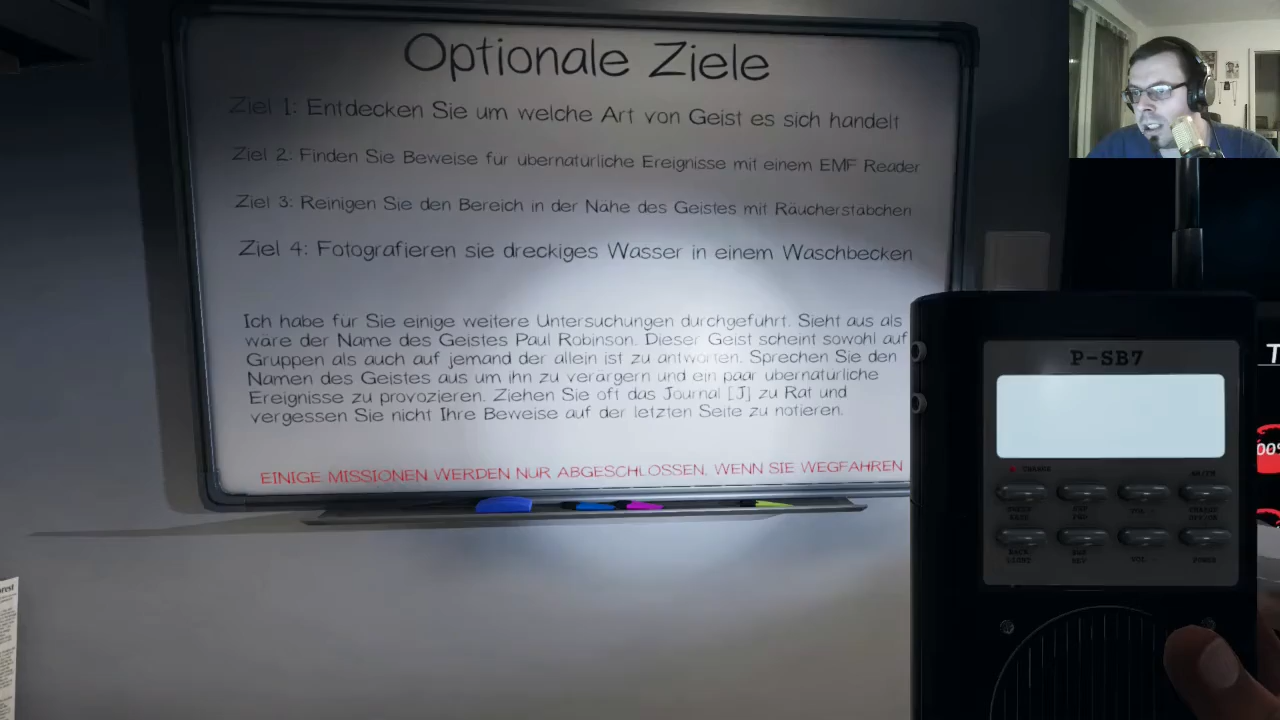 Optionale Ziele
Ziel 1: Entdecken Sie um welche Art von Geist es sich handelt
Ziel 2: Finden Sie Beweise fur ubernaturliche Ereignisse mit einem EMF Reader
Ziel 3: Reinigen Sie den Bereich in der Nähe des Geistes mit Räucherstäbchen
Ziel 4: Fotografieren sie dreckiges Wasser in einem Waschbecken
Ich habe für Sie einige weitere Untersuchungen durchgeführt. Sieht aus als
wäre der Name des Geistes Paul Robinson. Dieser Geist scheint sowohl auf
Gruppen als auch auf jemand der allein ist zu antworten. Sprechen Sie den
Namen des Geistes aus um ihn zu verärgern und ein paar ubernaturliche
Ereignisse zu provozieren. Ziehen Sie oft das Journal [J] zu Rat und
vergessen Sie nicht Ihre Beweise auf der letzten Seite zu notieren.
EINIGE MISSIONEN WERDEN NUR ABGESCHLOSSEN, WENN SIE WEGFAHREN
P-SB7